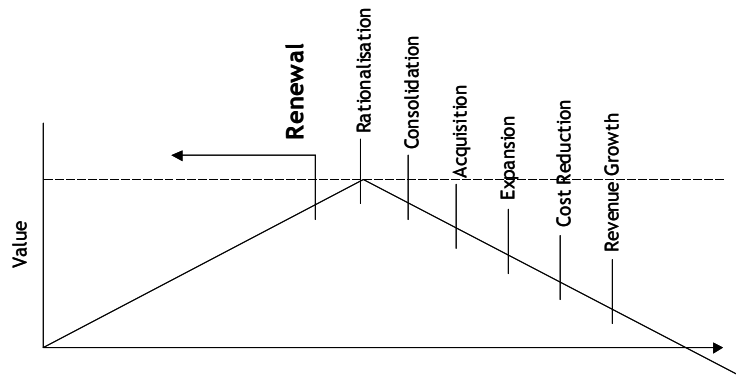 Value
Renewal
Rationalisation
Consolidation
Acquisition
Expansion
Cost Reduction
Revenue Growth